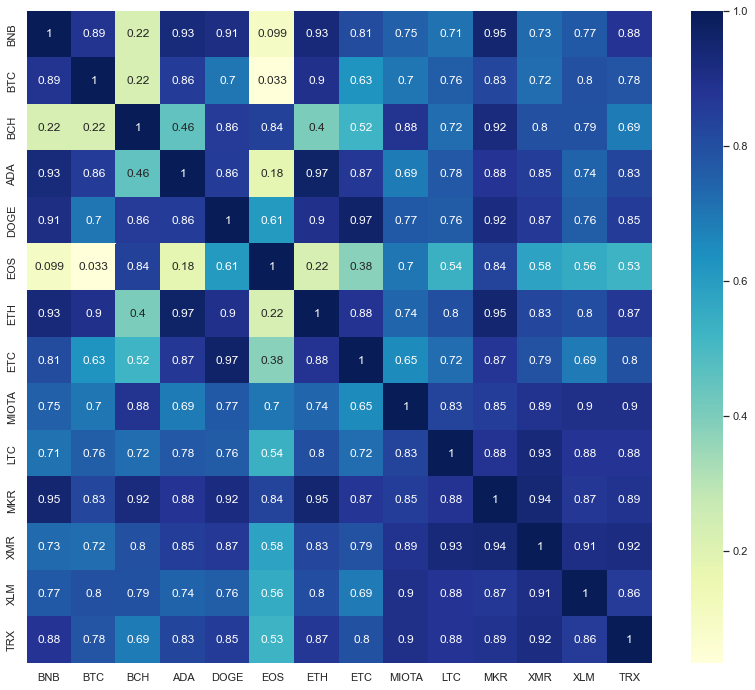 BNB 1 0.89 0.22 0.93 0.91 0.099 0.93 0.81 0.75 0.71 0.95 0.73 0.77 0.88
BTC 0.89 1 0.22 0.86 0.7 0.033 0.9 0.63 0.7 0.76 0.83 0.72 0.8 0.78
BCH 0.22 0.22 1 0.46 0.86 0.84 0.4 0.52 0.88 0.72 0.92 0.8 0.79 0.69
ADA 0.93 0.86 0.46 1 0.86 0.18 0.97 0.87 0.69 0.78 0.88 0.85 0.74 0.83
DOGE 0.91 0.7 0.86 0.86 1 0.61 0.9 0.97 0.77 0.76 0.92 0.87 0.76 0.85
EOS 0.099 0.033 0.84 0.18 0.61 1 0.22 0.38 0.7 0.54 0.84 0.58 0.56 0.53
ETH 0.93 0.9 0.4 0.97 0.9 0.22 1 0.88 0.74 0.8 0.95 0.83 0.8 0.87
ETC 0.81 0.63 0.52 0.87 0.97 0.38 0.88 1 0.65 0.72 0.87 0.79 0.69 0.8
MIOTA 0.75 0.7 0.88 0.69 0.77 0.7 0.74 0.65 1 0.83 0.85 0.89 0.9 0.9
LTC 0.71 0.76 0.72 0.78 0.76 0.54 0.8 0.72 0.83 1 0.88 0.93 0.88 0.88
MKR 0.95 0.83 0.92 0.88 0.92 0.84 0.95 0.87 0.85 0.88 1 0.94 0.87 0.89
XMR 0.73 0.72 0.8 0.85 0.87 0.58 0.83 0.79 0.89 0.93 0.94 1 0.91 0.92
XLM 0.77 0.8 0.79 0.74 0.76 0.56 0.8 0.69 0.9 0.88 0.87 0.91 1 0.86
TRX 0.88 0.78 0.69 0.83 0.85 0.53 0.87 0.8 0.9 0.88 0.89 0.92 0.86 1
BNB BTC BCH ADA DOGE EOS ETH ETC MIOTA LTC MKR XMR XLM TRX
1.0
0.8
0.6
0.4
0.2